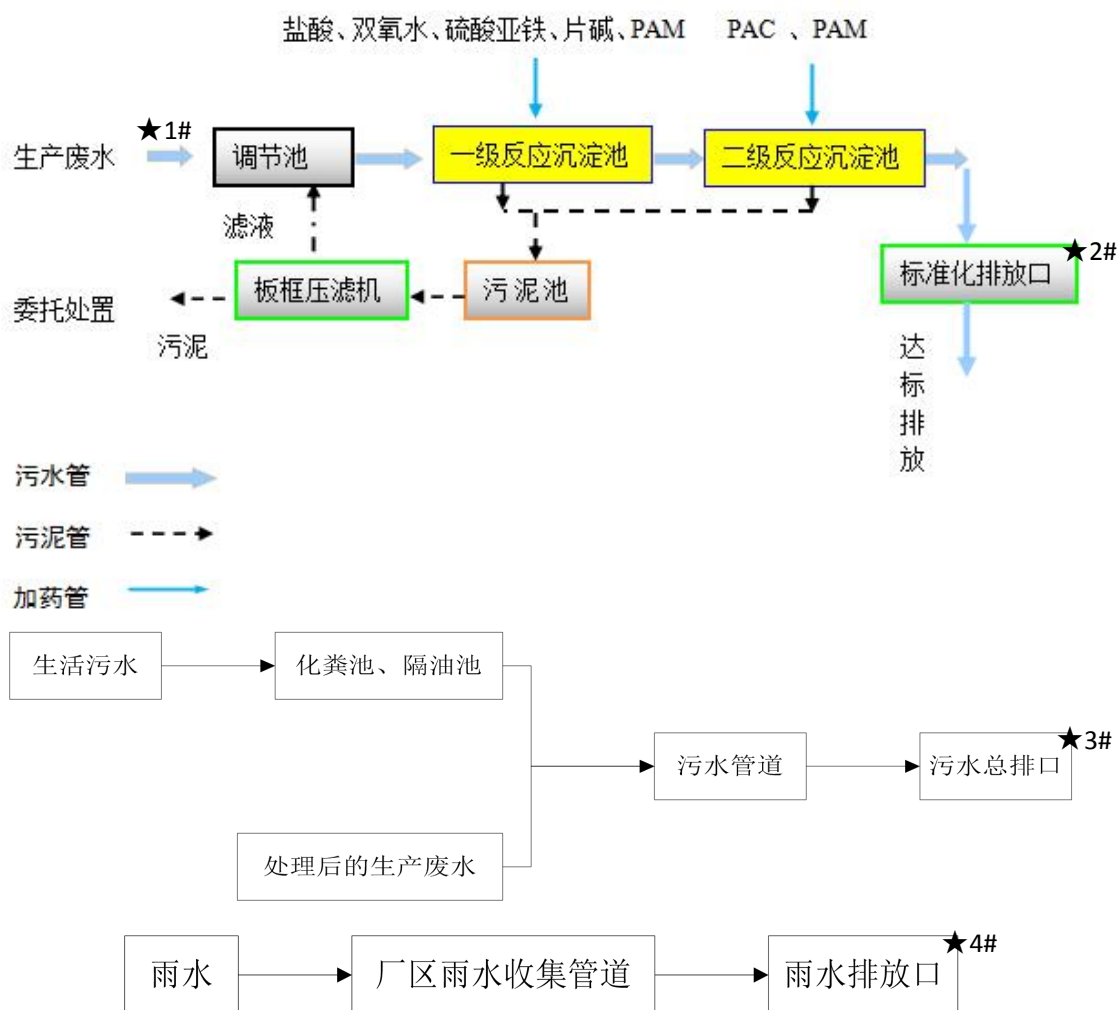 盐酸、双氧水、硫酸亚铁、片碱、PAM PAC 、PAM
★1#
生产废水
调节池
一级反应沉淀池
二级反应沉淀池
滤液
★2#
委托处置
板框压滤机
污泥池
标准化排放口
污泥
达标排放
污水管
污泥管
加药管
生活污水
化粪池、隔油池
★3#
污水管道
污水总排口
处理后的生产废水
★4#
雨水
厂区雨水收集管道
雨水排放口